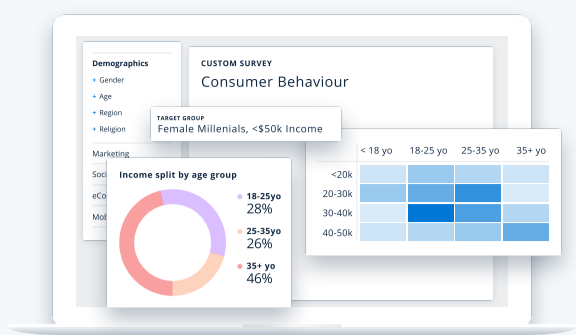 Demographics
+ Gender
+ Age
+ Region
+ Religion
Marketing
CUSTOM SURVEY
Consumer Behaviour
TARGET GROUP
Female Millenials, <$50k Income
Income split by age group
18-25yo
28%
25-35yo
26%
35+ yo
46%
< 18 yo 18-25 yo 25-35 yo 35+ yo
<20k
20-30k
30-40k
40-50k